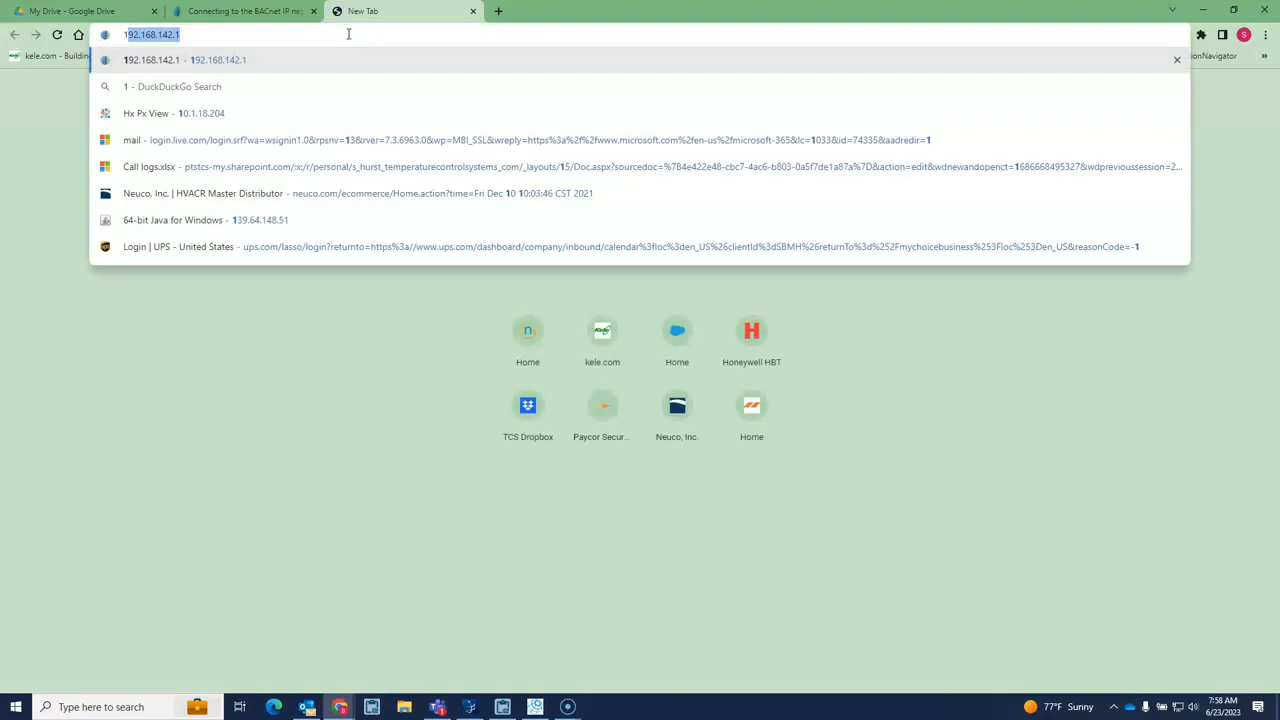 My Drive - Google Drive
Connecting to the BACnet IP ne
New Tab
192.168.142.1
S
kele.com - Buildin
ionNavigator
192.168.142.1 - 192.168.142.1
1 - DuckDuckGo Search
Hx Px View - 10.1.18.204
mail - login.live.com/login.srf?wa=wsignin1.0&rpsnv=13&rver=7.3.6963.0&wp=MBI_SSL&wreply=https%3a%2f%2fwww.microsoft.com%2fen-us%2fmicrosoft-365&lc=1033&id=74335&aadredir=1
Call logs.xlsx - ptstcs-my.sharepoint.com/:x:/r/personal/s_hurst_temperaturecontrolsystems_com/_layouts/15/Doc.aspx?sourcedoc=%7B4e422e48-cbc7-4ac6-b803-0a5f7de1a87a%7D&action=edit&wdnewandopenct=1686668495327&wdprevioussession=2...
Neuco, Inc. | HVACR Master Distributor - neuco.com/ecommerce/Home.action?time=Fri Dec 10 10:03:46 CST 2021
64-bit Java for Windows - 139.64.148.51
Login | UPS - United States - ups.com/lasso/login?returnto=https%3a//www.ups.com/dashboard/company/inbound/calendar%3floc%3den_US%26clientId%3dSBMH%26returnTo%3d%252Fmychoicebusiness%253Floc%253Den_US&reasonCode=-1
Home
kele.com
Home
Honeywell HBT
TCS Dropbox
Paycor Secur...
Neuco, Inc.
Home
Type here to search
77°F Sunny
7:58 AM
6/23/2023